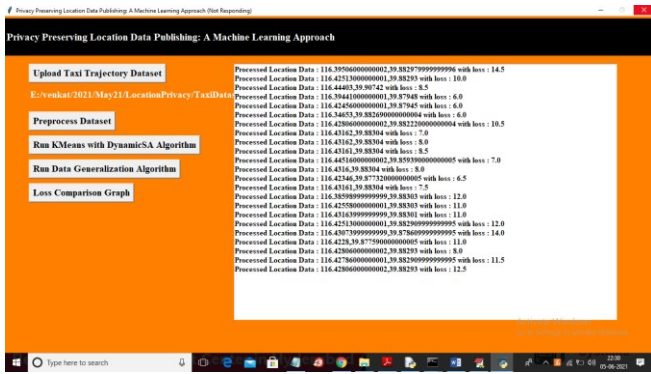 Privacy Preserving Location Data Publishing: A Machine Learning Approach (Not Responding)
Privacy Preserving Location Data Publishing: A Machine Learning Approach
Upload Taxi Trajectory Dataset
E:/venkat/2021/May21/LocationPrivacy/TaxiData
Preprocess Dataset
Run KMeans with DynamicSA Algorithm
Run Data Generalization Algorithm
Loss Comparison Graph
Processed Location Data : 116.39506000000002,39.882979999999996 with loss : 14.5
Processed Location Data : 116.42513000000001,39.88293 with loss : 10.0
Processed Location Data : 116.44403,39.90742 with loss : 8.5
Processed Location Data : 116.39441000000001,39.87948 with loss : 6.0
Processed Location Data : 116.42456000000001,39.87945 with loss : 6.0
Processed Location Data : 116.34653,39.882690000000004 with loss : 6.0
Processed Location Data : 116.42806000000002,39.882220000000004 with loss : 10.5
Processed Location Data : 116.43162,39.88304 with loss : 7.0
Processed Location Data : 116.43162,39.88304 with loss : 8.0
Processed Location Data : 116.43161,39.88304 with loss : 8.5
Processed Location Data : 116.44516000000002,39.859390000000005 with loss : 7.0
Processed Location Data : 116.4316,39.88304 with loss : 8.0
Processed Location Data : 116.42346,39.877320000000005 with loss : 6.5
Processed Location Data : 116.43161,39.88304 with loss : 7.5
Processed Location Data : 116.38598999999999,39.88303 with loss : 12.0
Processed Location Data : 116.42558000000001,39.88303 with loss : 11.0
Processed Location Data : 116.43163999999999,39.88301 with loss : 11.0
Processed Location Data : 116.42513000000001,39.882909999999995 with loss : 12.0
Processed Location Data : 116.43073999999999,39.878609999999995 with loss : 14.0
Processed Location Data : 116.4228,39.877590000000005 with loss : 11.0
Processed Location Data : 116.42806000000002,39.88293 with loss : 8.0
Processed Location Data : 116.42786000000001,39.882909999999995 with loss : 11.5
Processed Location Data : 116.42806000000002,39.88293 with loss : 12.5
Activate Windows
Type here to search
22:30
05-06-2021